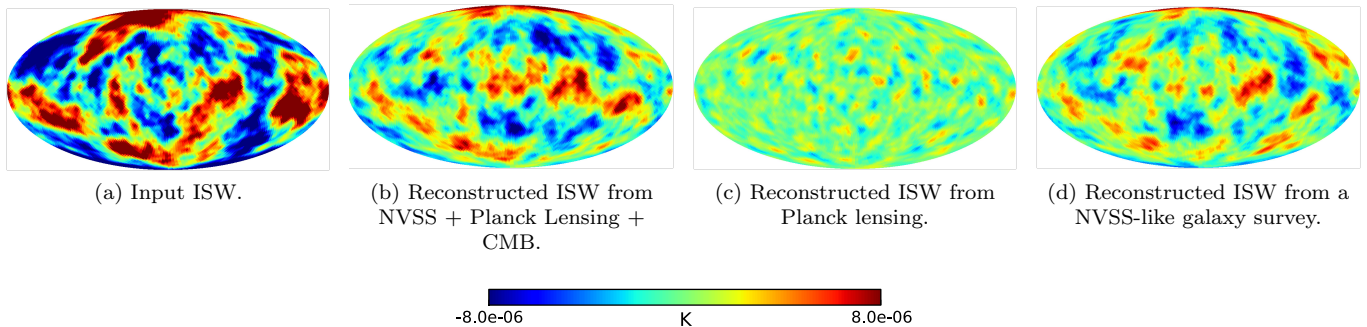 (a) Input ISW.
(b) Reconstructed ISW from
NVSS + Planck Lensing +
CMB.
(c) Reconstructed ISW from
Planck lensing.
(d) Reconstructed ISW from a
NVSS-like galaxy survey.
-8.0e-06 K 8.0e-06